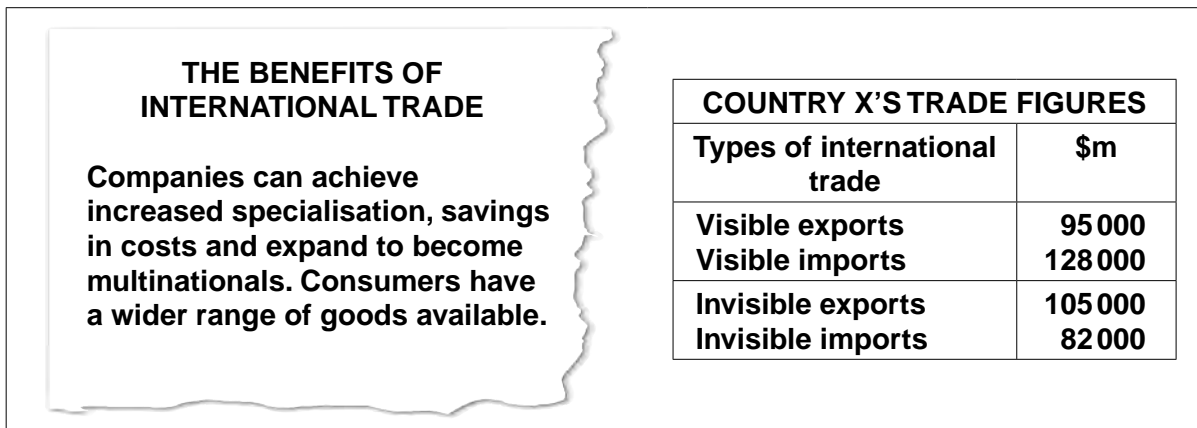 THE BENEFITS OF
INTERNATIONAL TRADE
Companies can achieve
increased specialisation, savings
in costs and expand to become
multinationals. Consumers have
a wider range of goods available.
COUNTRY X'S TRADE FIGURES
Types of international
trade
$m
Visible exports 95 000
Visible imports 128 000
Invisible exports 105 000
Invisible imports 82 000